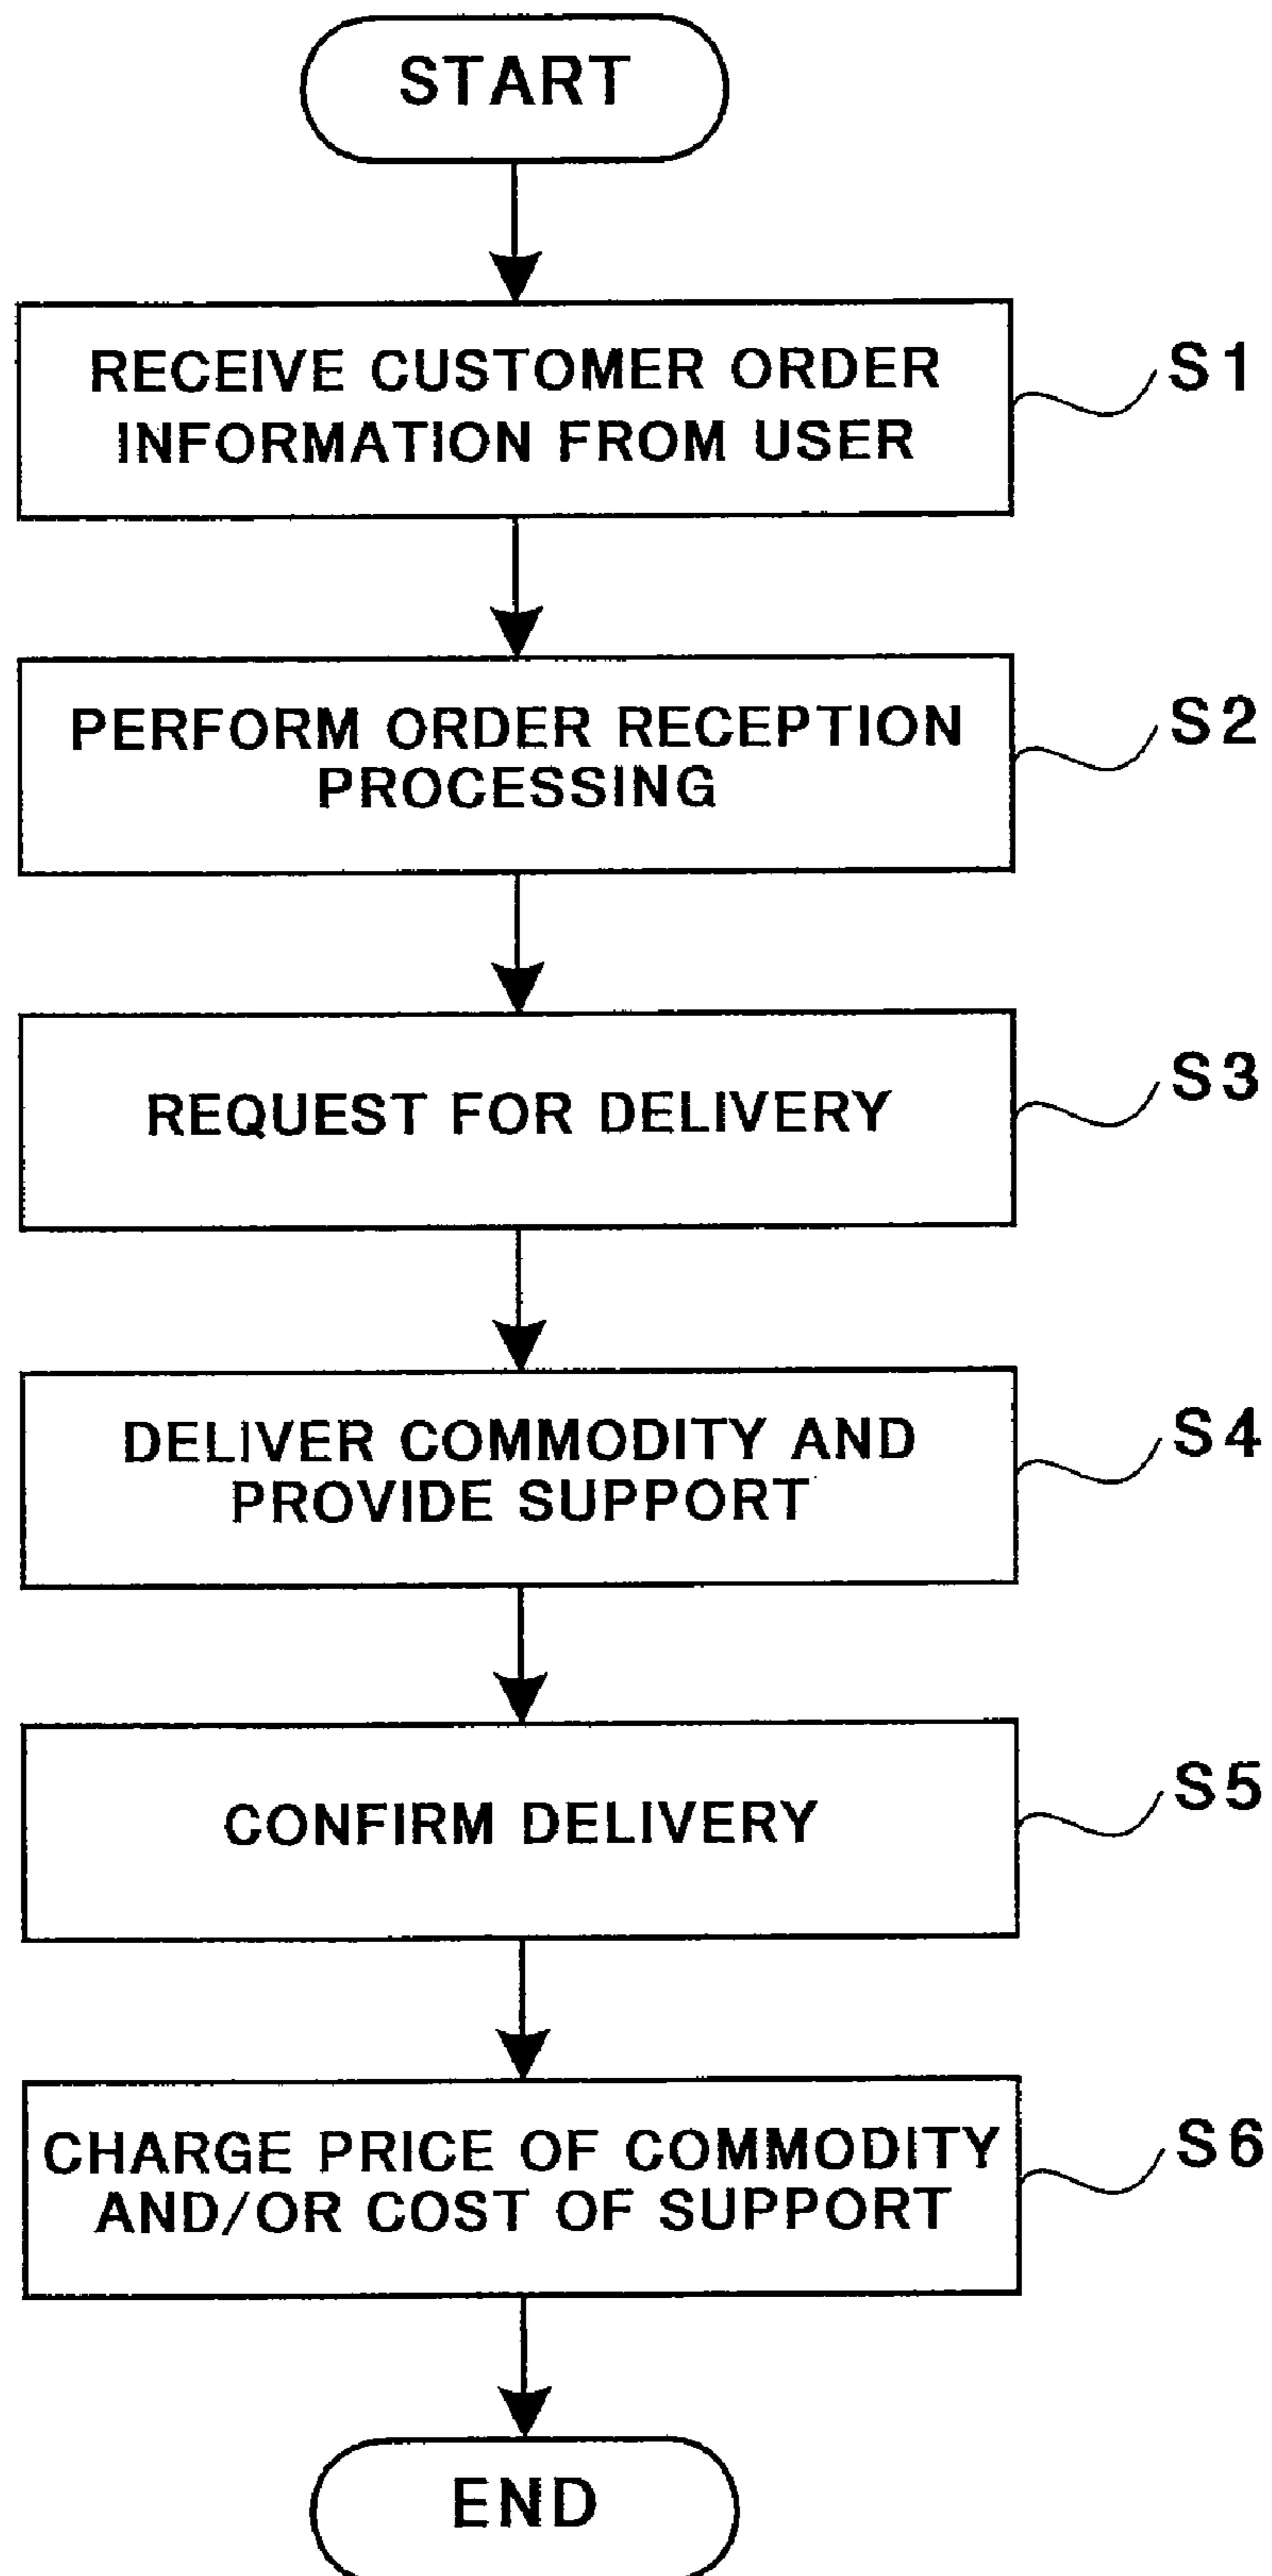 START
RECEIVE CUSTOMER ORDER
INFORMATION FROM USER
S1
PERFORM ORDER RECEPTION
PROCESSING
S2
REQUEST FOR DELIVERY
S3
DELIVER COMMODITY AND
PROVIDE SUPPORT
S4
CONFIRM DELIVERY
S5
CHARGE PRICE OF COMMODITY
AND/OR COST OF SUPPORT
S6
END